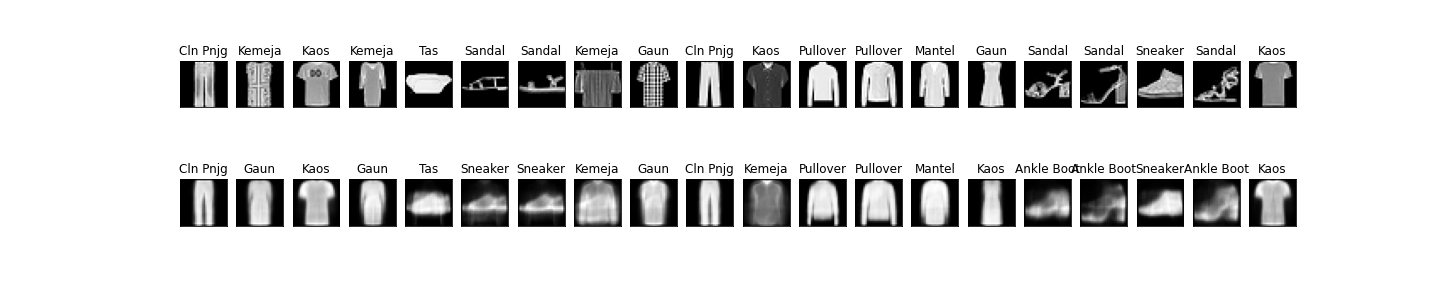 Cln Pnjg Kemeja Kaos Kemeja Tas Sandal Sandal Kemeja Gaun Cln Pnjg Kaos Pullover Pullover Mantel Gaun Sandal Sandal Sneaker Sandal Kaos
Cln Pnjg Gaun Kaos Gaun Tas Sneaker Sneaker Kemeja Gaun Cln Pnjg Kemeja Pullover Pullover Mantel Kaos Ankle Boot Ankle Boot Sneaker Ankle Boot Kaos